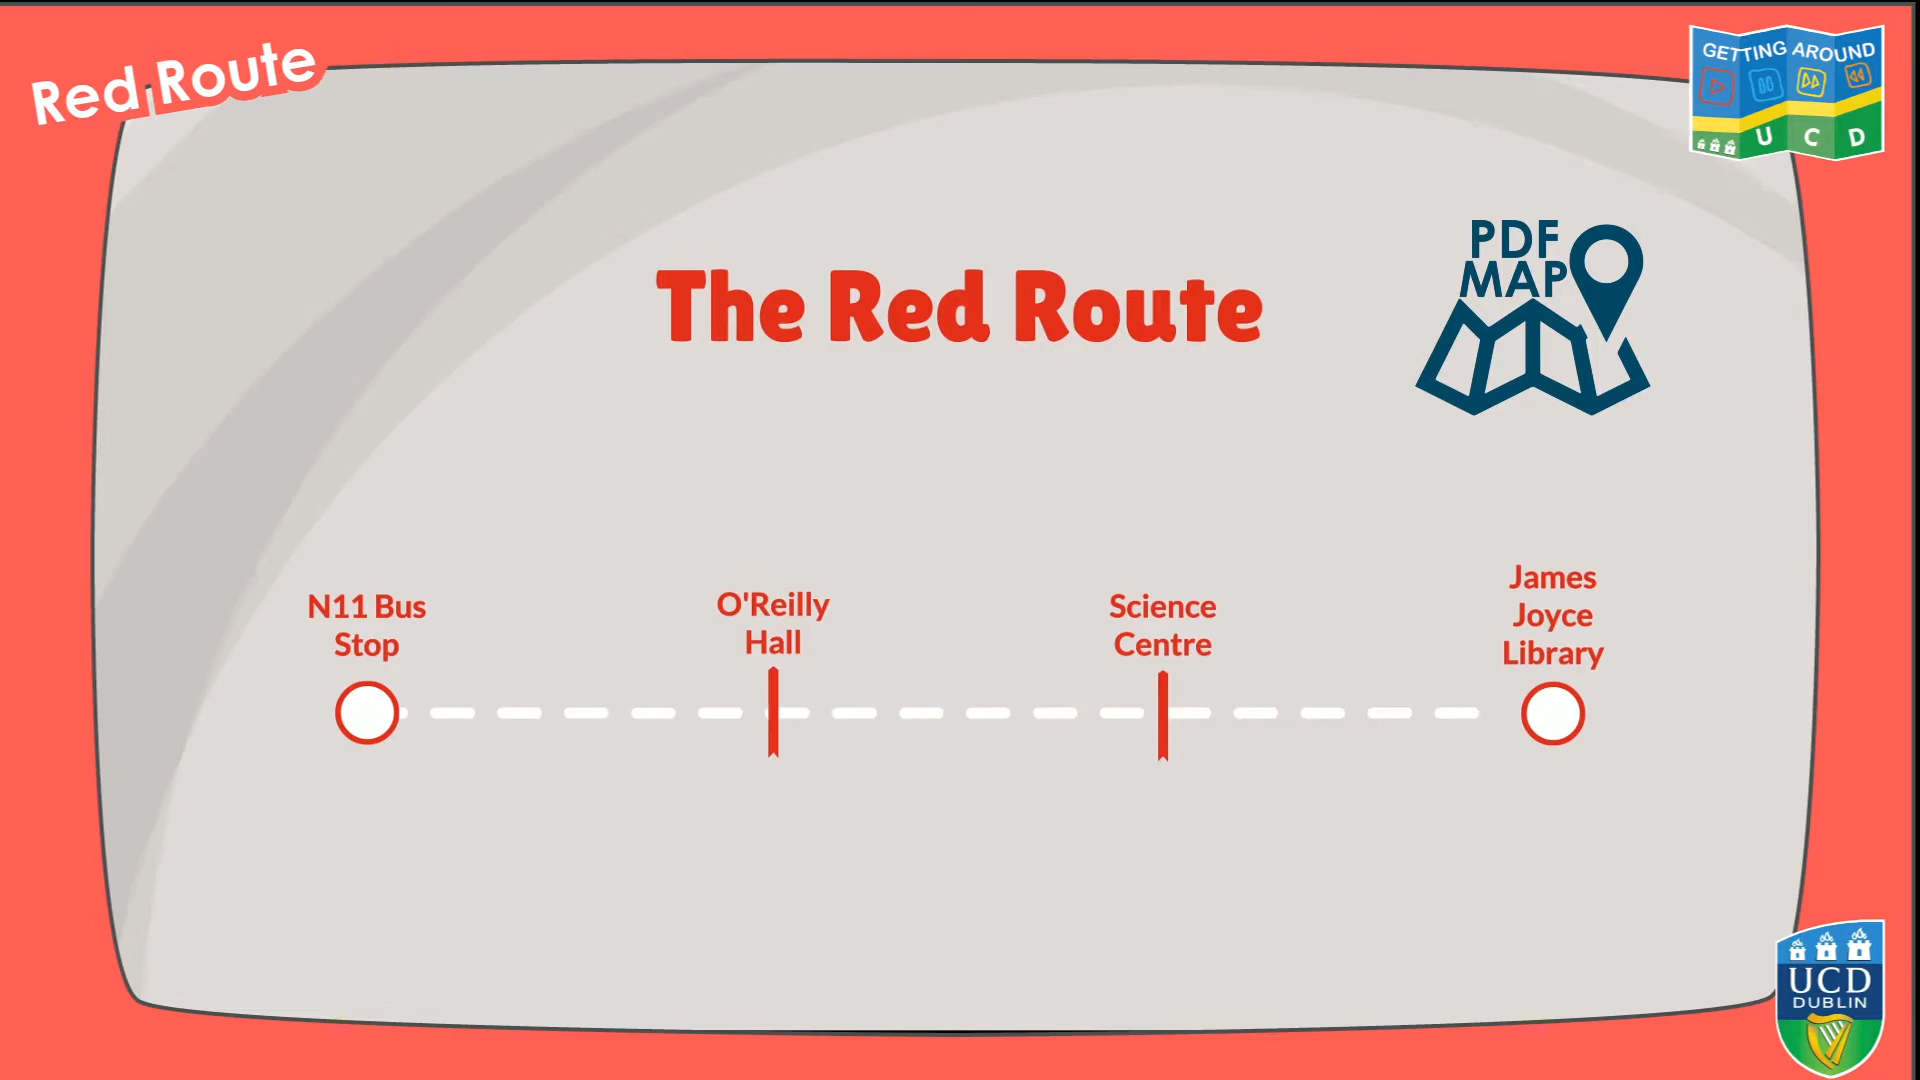 Red Route
GETTING AROUND
U C D
PDF
MAP
The Red Route
N11 Bus
Stop
O'Reilly
Hall
Science
Centre
James
Joyce
Library
UCD
DUBLIN